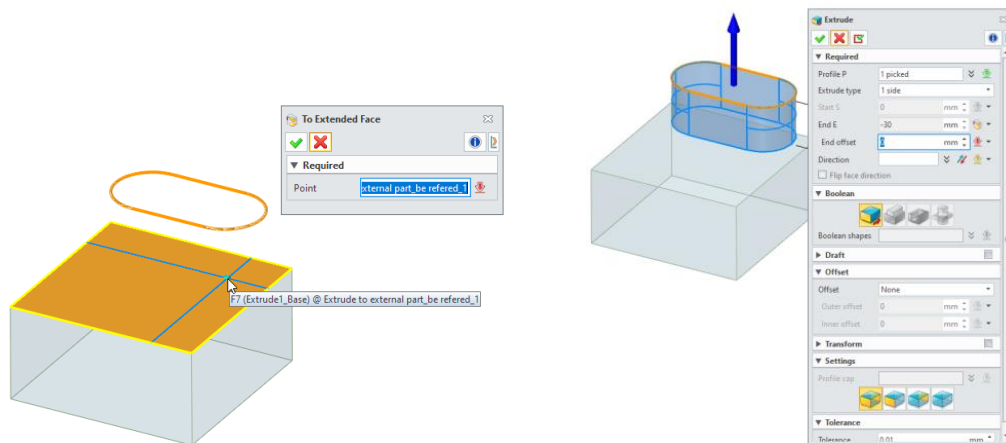 To Extended Face
▼ Required
Point xternal part_be refered_1
F7 (Extrude1_Base) @ Extrude to external part_be refered_1
Extrude
▼ Required
Profile P 1 picked
Extrude type 1 side
Start S 0 mm
End E -30 mm
End offset 0 mm
Direction
Flip face direction
▼ Boolean
Boolean shapes
▶ Draft
▼ Offset
Offset None
Outer offset 0 mm
Inner offset 0 mm
▶ Transform
▼ Settings
Profile cap
▼ Tolerance
Tolerance 0.01 mm